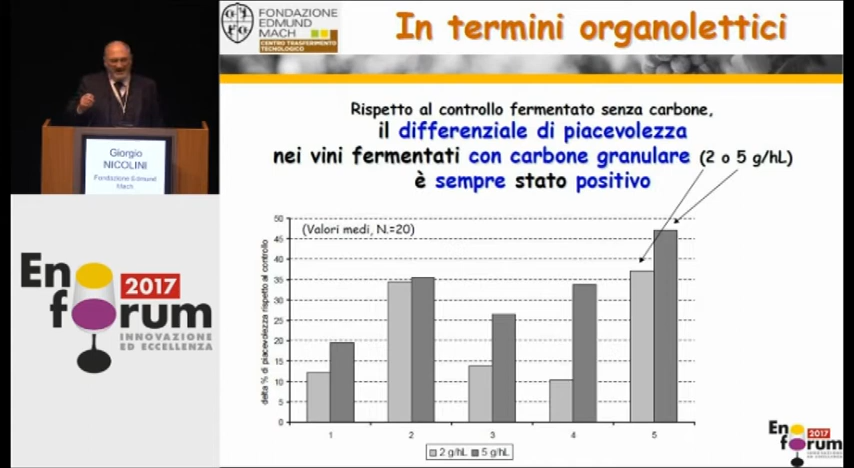 FONDAZIONE
EDMUND
MACH
CENTRO TRASFERIMENTO
TECNOLOGICO
In termini organolettici
Giorgio
NICOLINI
Fondazione Edmund
Mach
Rispetto al controllo fermentato senza carbone,
il differenziale di piacevolezza
nei vini fermentati con carbone granulare (2 o 5 g/hL)
è sempre stato positivo
(Valori medi, N.=20)
delta % di piacevolezza rispetto al controllo
50
45
40
35
30
25
20
15
10
5
0
1 2 3 4 5
2 g/hL 5 g/hL
En
forum
2017
INNOVAZIONE
ED ECCELLENZA
En
forum
2017